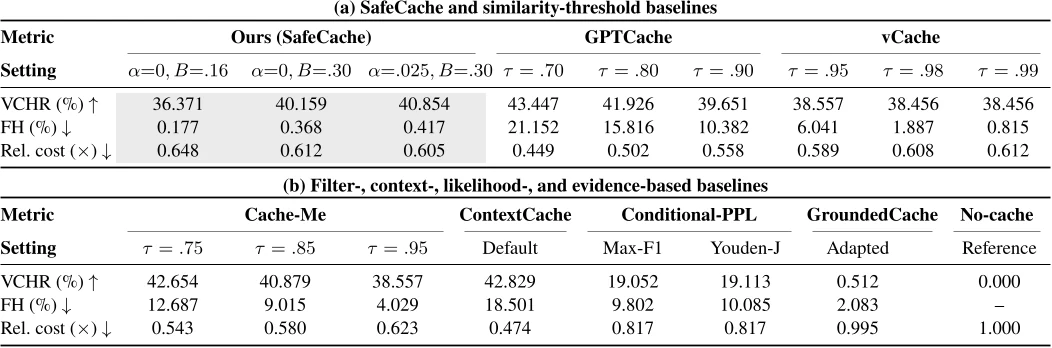 (a) SafeCache and similarity-threshold baselines
Metric Ours (SafeCache) GPTCache vCache
Setting α=0, B=.16 α=0, B=.30 α=.025, B=.30 τ = .70 τ = .80 τ = .90 τ = .95 τ = .98 τ = .99
VCHR (%) ↑ 36.371 40.159 40.854 43.447 41.926 39.651 38.557 38.456 38.456
FH (%) ↓ 0.177 0.368 0.417 21.152 15.816 10.382 6.041 1.887 0.815
Rel. cost (×) ↓ 0.648 0.612 0.605 0.449 0.502 0.558 0.589 0.608 0.612
(b) Filter-, context-, likelihood-, and evidence-based baselines
Metric Cache-Me ContextCache Conditional-PPL GroundedCache No-cache
Setting τ = .75 τ = .85 τ = .95 Default Max-F1 Youden-J Adapted Reference
VCHR (%) ↑ 42.654 40.879 38.557 42.829 19.052 19.113 0.512 0.000
FH (%) ↓ 12.687 9.015 4.029 18.501 9.802 10.085 2.083 –
Rel. cost (×) ↓ 0.543 0.580 0.623 0.474 0.817 0.817 0.995 1.000